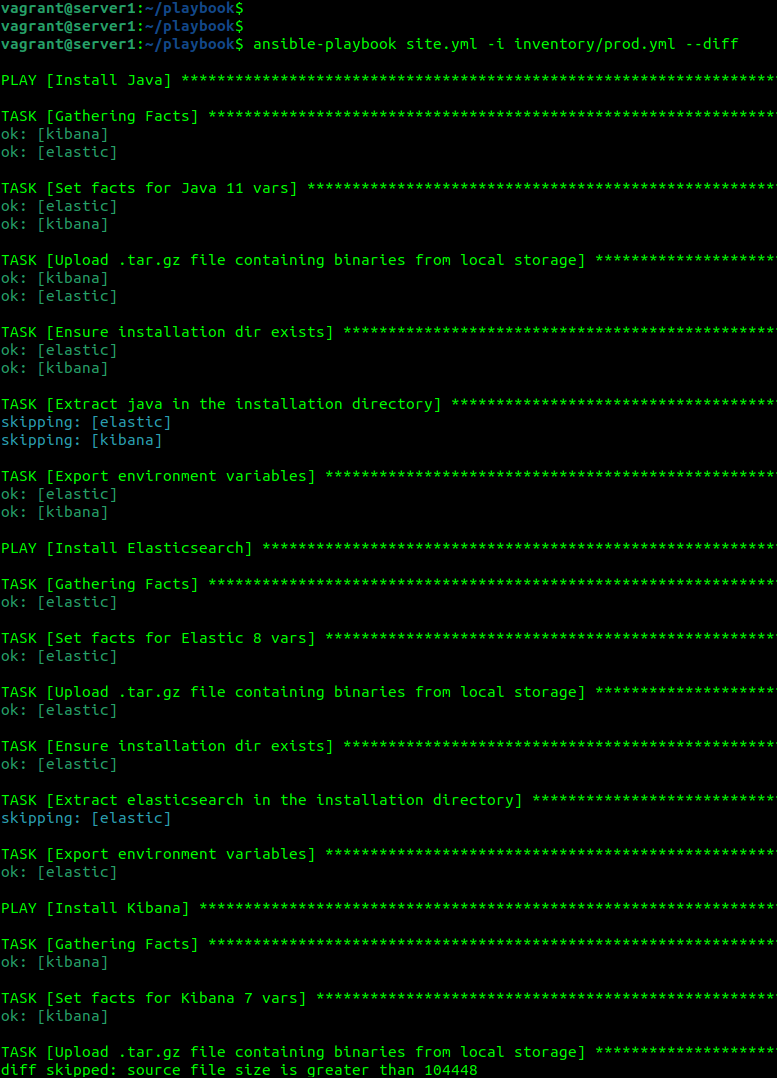 vagrant@server1:~/playbook$
vagrant@server1:~/playbook$
vagrant@server1:~/playbook$ ansible-playbook site.yml -i inventory/prod.yml --diff
PLAY [Install Java] ******************************************************************
TASK [Gathering Facts] ***************************************************************
ok: [kibana]
ok: [elastic]
TASK [Set facts for Java 11 vars] ****************************************************
ok: [elastic]
ok: [kibana]
TASK [Upload .tar.gz file containing binaries from local storage] ********************
ok: [kibana]
ok: [elastic]
TASK [Ensure installation dir exists] ************************************************
ok: [elastic]
ok: [kibana]
TASK [Extract java in the installation directory] ************************************
skipping: [elastic]
skipping: [kibana]
TASK [Export environment variables] **************************************************
ok: [elastic]
ok: [kibana]
PLAY [Install Elasticsearch] *********************************************************
TASK [Gathering Facts] ***************************************************************
ok: [elastic]
TASK [Set facts for Elastic 8 vars] **************************************************
ok: [elastic]
TASK [Upload .tar.gz file containing binaries from local storage] ********************
ok: [elastic]
TASK [Ensure installation dir exists] ************************************************
ok: [elastic]
TASK [Extract elasticsearch in the installation directory] ***************************
skipping: [elastic]
TASK [Export environment variables] **************************************************
ok: [elastic]
PLAY [Install Kibana] ****************************************************************
TASK [Gathering Facts] ***************************************************************
ok: [kibana]
TASK [Set facts for Kibana 7 vars] ***************************************************
ok: [kibana]
TASK [Upload .tar.gz file containing binaries from local storage] ********************
diff skipped: source file size is greater than 104448